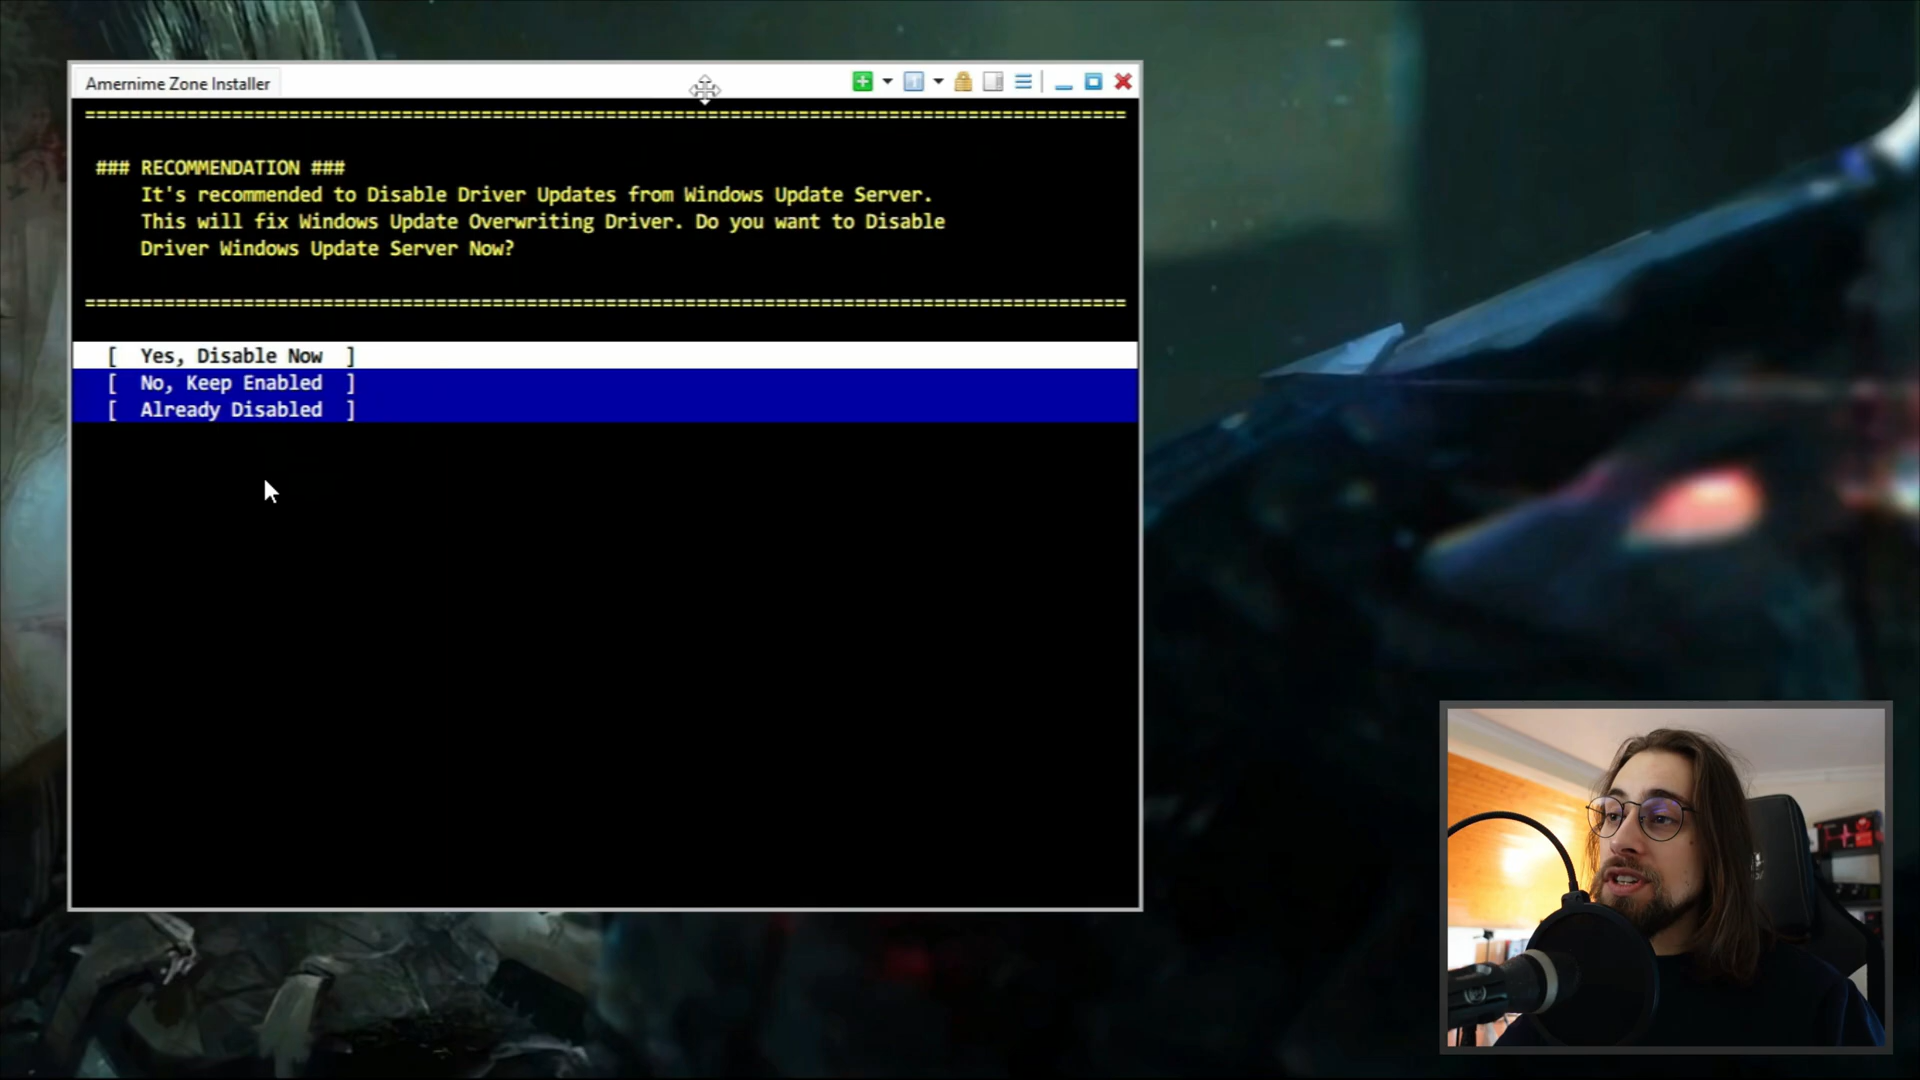 Amernime Zone Installer
================================================================================
### RECOMMENDATION ###
It's recommended to Disable Driver Updates from Windows Update Server.
This will fix Windows Update Overwriting Driver. Do you want to Disable
Driver Windows Update Server Now?
================================================================================
[  Yes, Disable Now  ]
[  No, Keep Enabled  ]
[  Already Disabled  ]